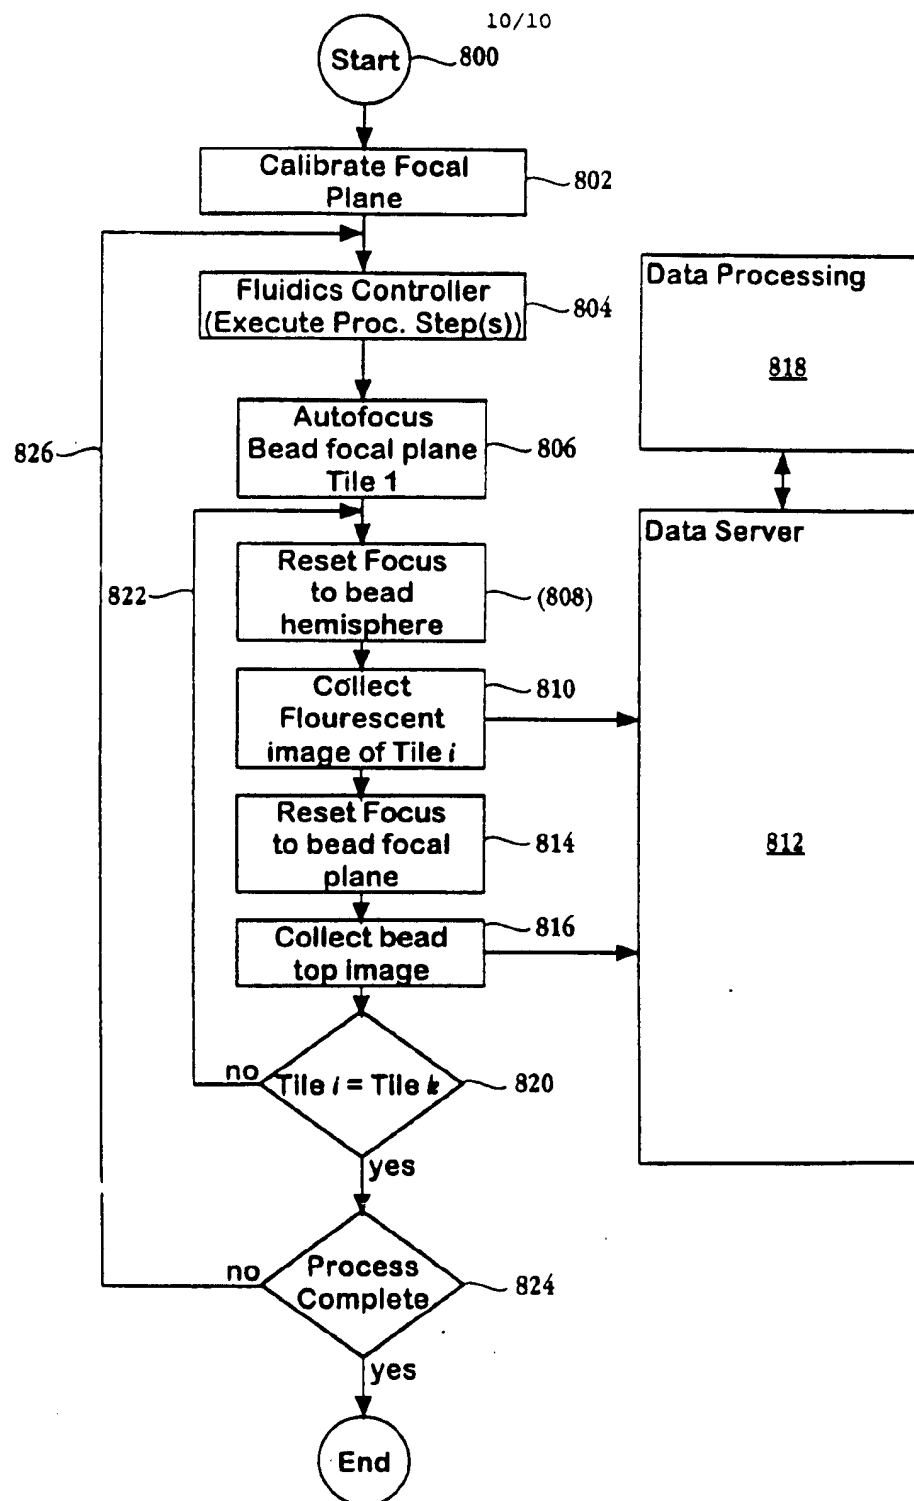 10/10
Start
800
Calibrate Focal
Plane
802
Fluidics Controller
(Execute Proc. Step(s))
804
Data Processing
818
Autofocus
Bead focal plane
Tile 1
806
826
Data Server
812
Reset Focus
to bead
hemisphere
(808)
822
Collect
Flourescent
image of Tile i
810
Reset Focus
to bead focal
plane
814
Collect bead
top image
816
no
Tile i = Tile k
820
yes
no
Process
Complete
824
yes
End